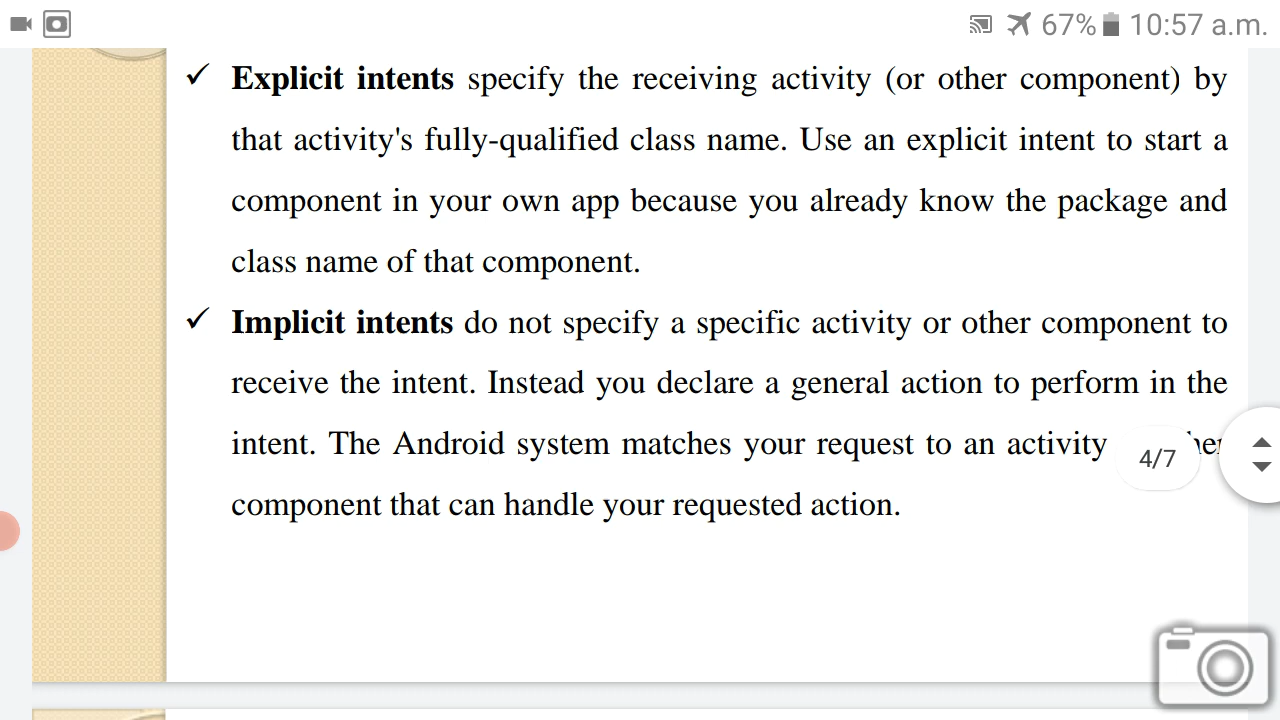 67% 10:57 a.m.
✓ Explicit intents specify the receiving activity (or other component) by
that activity's fully-qualified class name. Use an explicit intent to start a
component in your own app because you already know the package and
class name of that component.
✓ Implicit intents do not specify a specific activity or other component to
receive the intent. Instead you declare a general action to perform in the
intent. The Android system matches your request to an activity
4/7
component that can handle your requested action.